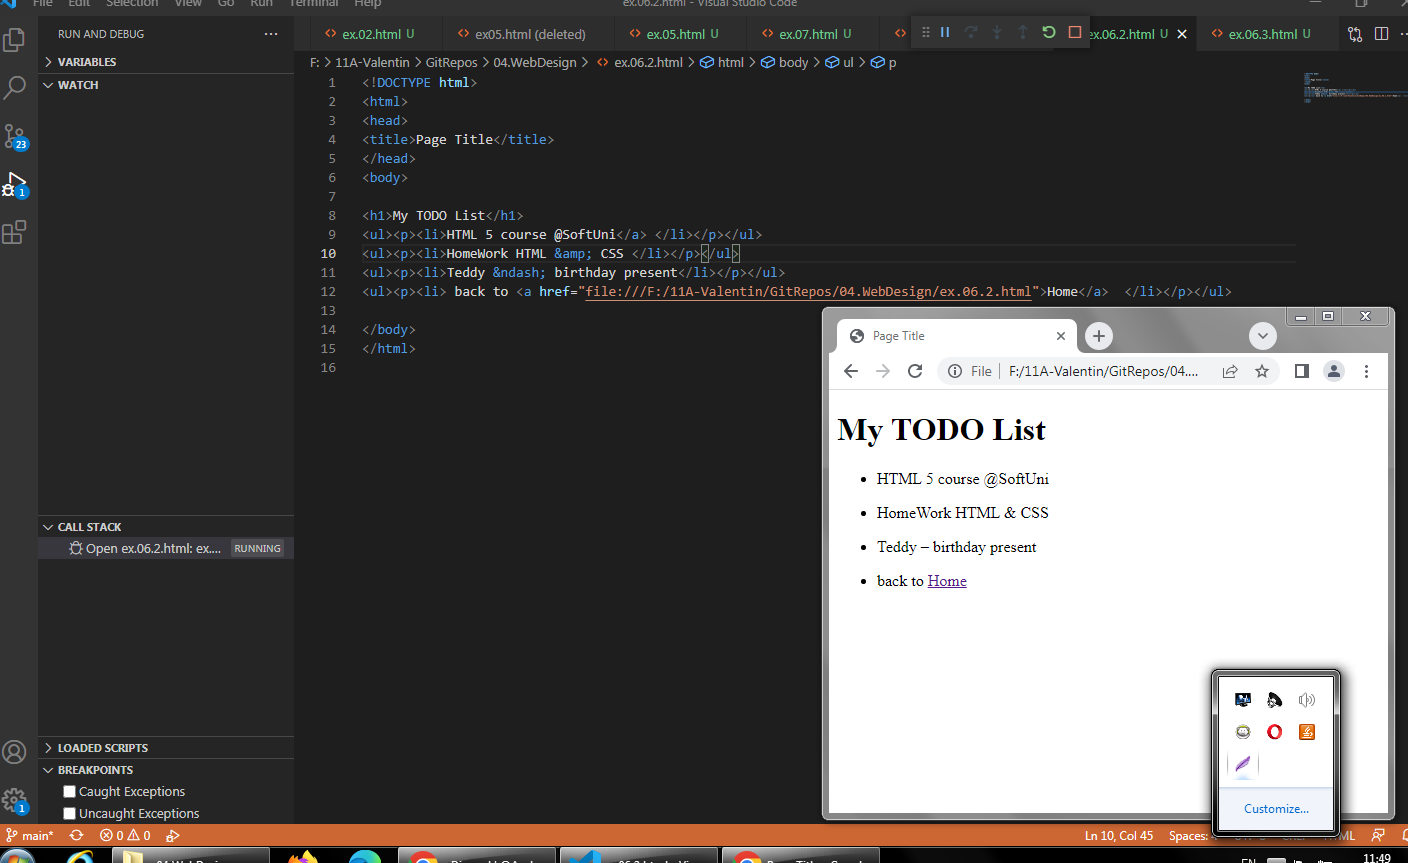 File Edit Selection View Go Run Terminal Help
ex.06.2.html - Visual Studio Code
RUN AND DEBUG
ex.02.html U
ex05.html (deleted)
ex.05.html U
ex.07.html U
ex.06.2.html U
ex.06.3.html U
F: > 11A-Valentin > GitRepos > 04.WebDesign > ex.06.2.html > html > body > ul > p
VARIABLES
WATCH
23
1
1 <!DOCTYPE html>
2 <html>
3 <head>
4 <title>Page Title</title>
5 </head>
6 <body>
7
8 <h1>My TODO List</h1>
9 <ul><p><li>HTML 5 course @SoftUni</a> </li></p></ul>
10 <ul><p><li>HomeWork HTML &amp; CSS </li></p></ul>
11 <ul><p><li>Teddy &ndash; birthday present</li></p></ul>
12 <ul><p><li> back to <a href="file:///F:/11A-Valentin/GitRepos/04.WebDesign/ex.06.2.html">Home</a>  </li></p></ul>
13
14 </body>
15 </html>
16
Page Title
File | F:/11A-Valentin/GitRepos/04....
My TODO List
• HTML 5 course @SoftUni
• HomeWork HTML & CSS
• Teddy – birthday present
• back to Home
CALL STACK
Open ex.06.2.html: ex.... RUNNING
LOADED SCRIPTS
BREAKPOINTS
Caught Exceptions
Uncaught Exceptions
1
Customize...
main* 0 0
Ln 10, Col 45 Spaces:
EN
11:49